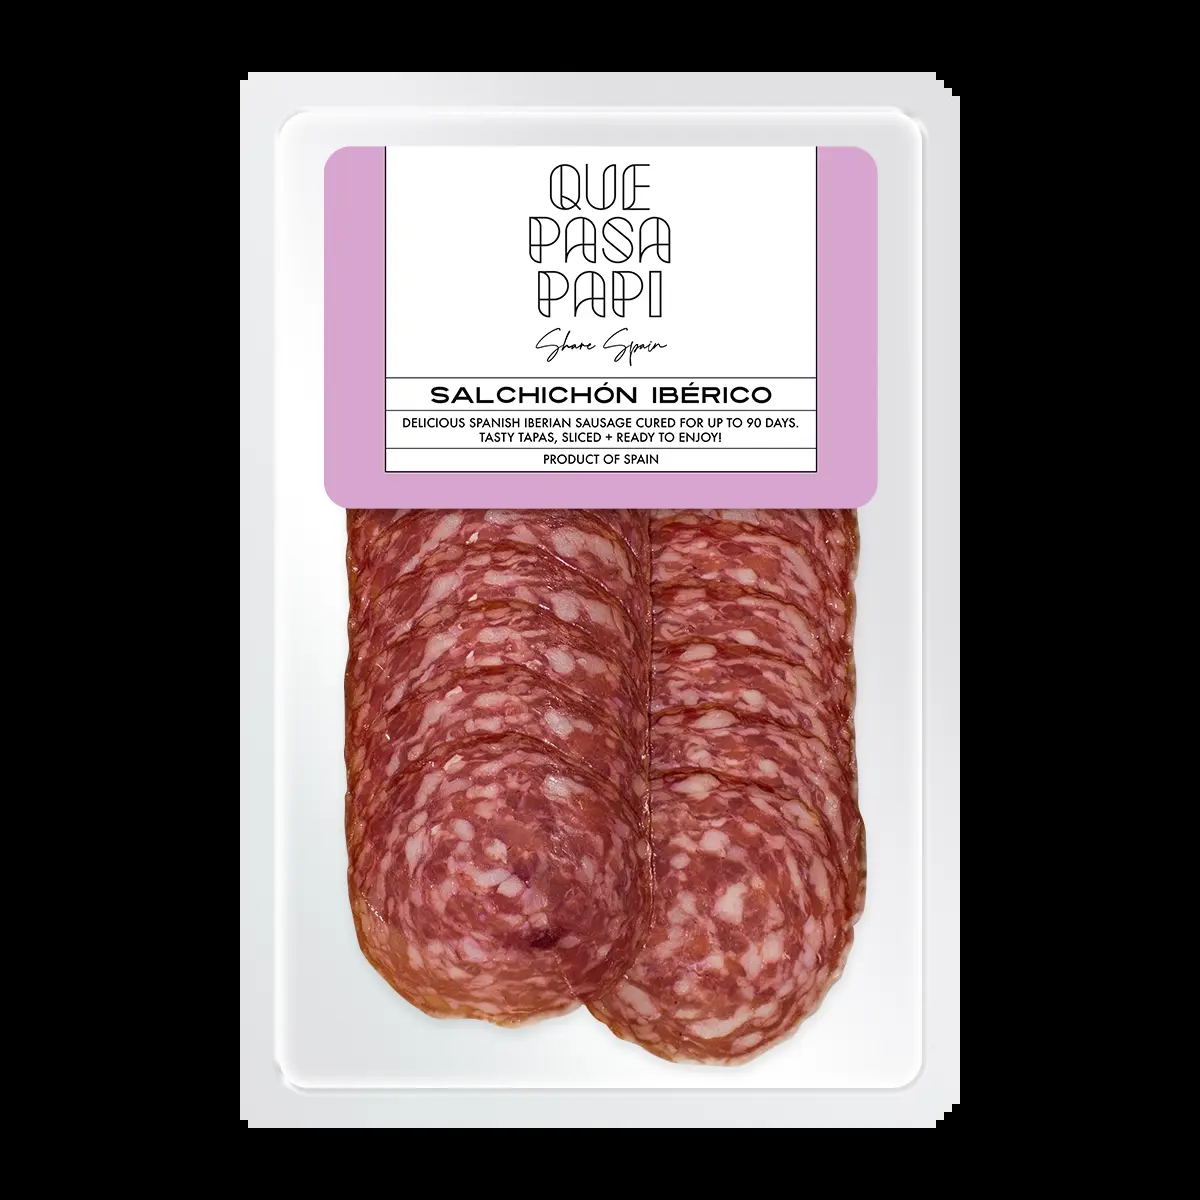 QUE
PASA
PAPI
Share Spain
SALCHICHÓN IBÉRICO
DELICIOUS SPANISH IBERIAN SAUSAGE CURED FOR UP TO 90 DAYS.
TASTY TAPAS, SLICED + READY TO ENJOY!
PRODUCT OF SPAIN